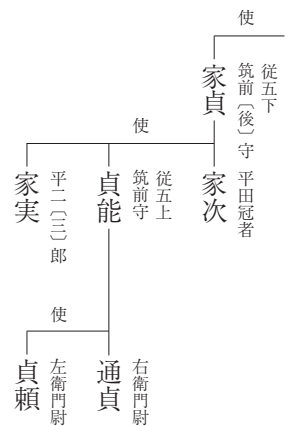 使
従五下
筑前〔後〕守
家貞
使
平田冠者
家次
従五上
筑前守
貞能
平二〔三〕郎
家実
使
右衛門尉
通貞
左衛門尉
貞頼